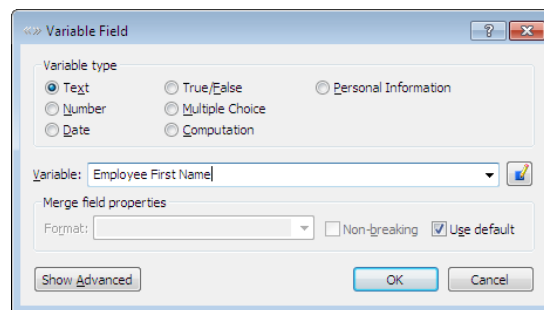 «» Variable Field
Variable type
Text True/False Personal Information
Number Multiple Choice
Date Computation
Variable: Employee First Name
Merge field properties
Format: Non-breaking Use default
Show Advanced OK Cancel